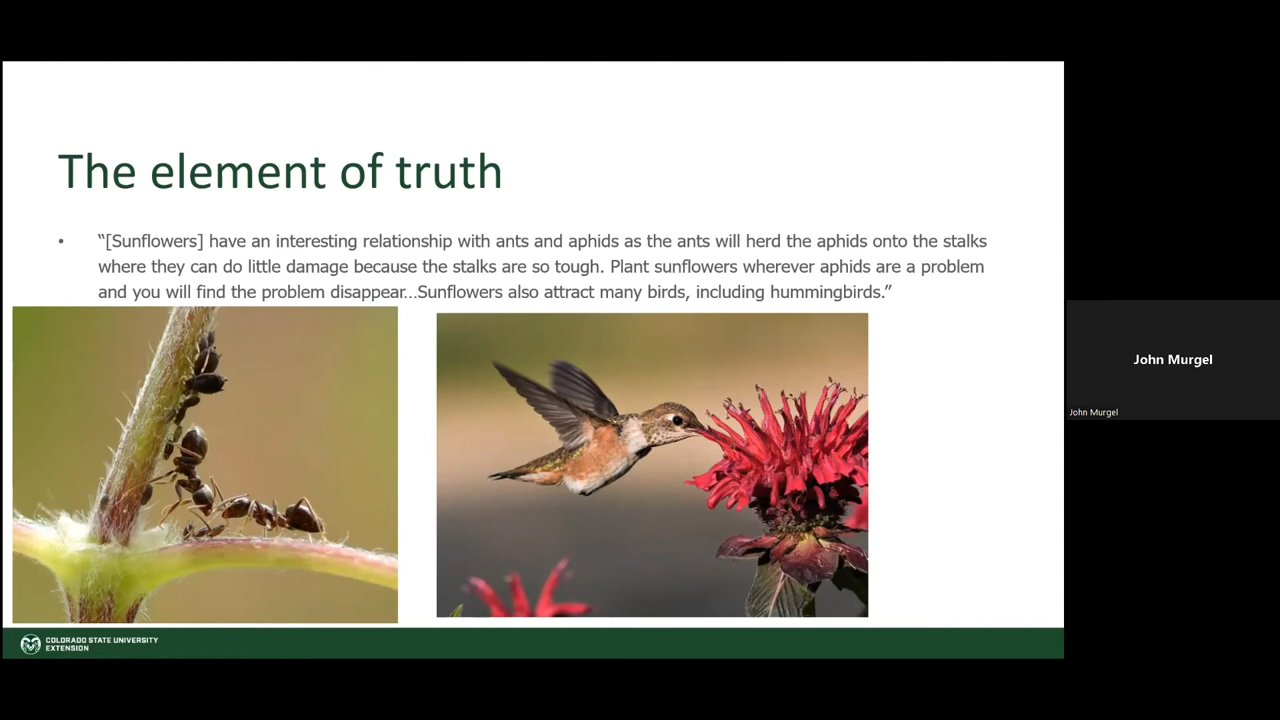 The element of truth
• “[Sunflowers] have an interesting relationship with ants and aphids as the ants will herd the aphids onto the stalks
where they can do little damage because the stalks are so tough. Plant sunflowers wherever aphids are a problem
and you will find the problem disappear…Sunflowers also attract many birds, including hummingbirds.”
John Murgel
John Murgel
COLORADO STATE UNIVERSITY
EXTENSION